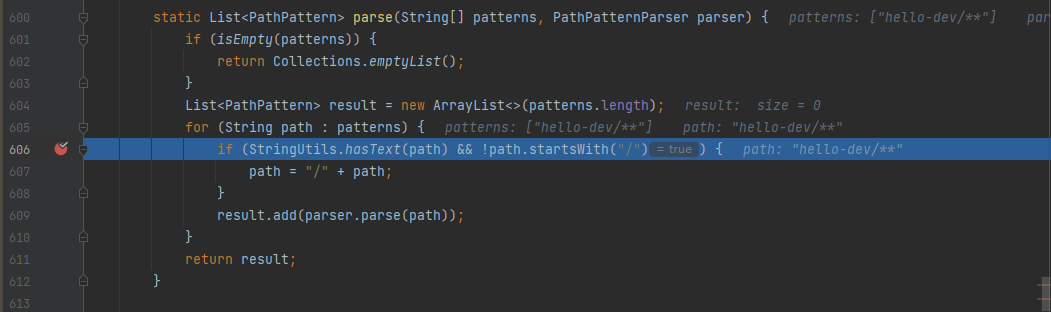 600 static List<PathPattern> parse(String[] patterns, PathPatternParser parser) { patterns: ["hello-dev/**"] par
601 if (isEmpty(patterns)) {
602 return Collections.emptyList();
603 }
604 List<PathPattern> result = new ArrayList<>(patterns.length); result: size = 0
605 for (String path : patterns) { patterns: ["hello-dev/**"] path: "hello-dev/**"
606 if (StringUtils.hasText(path) && !path.startsWith("/") = true ) { path: "hello-dev/**"
607 path = "/" + path;
608 }
609 result.add(parser.parse(path));
610 }
611 return result;
612 }
613